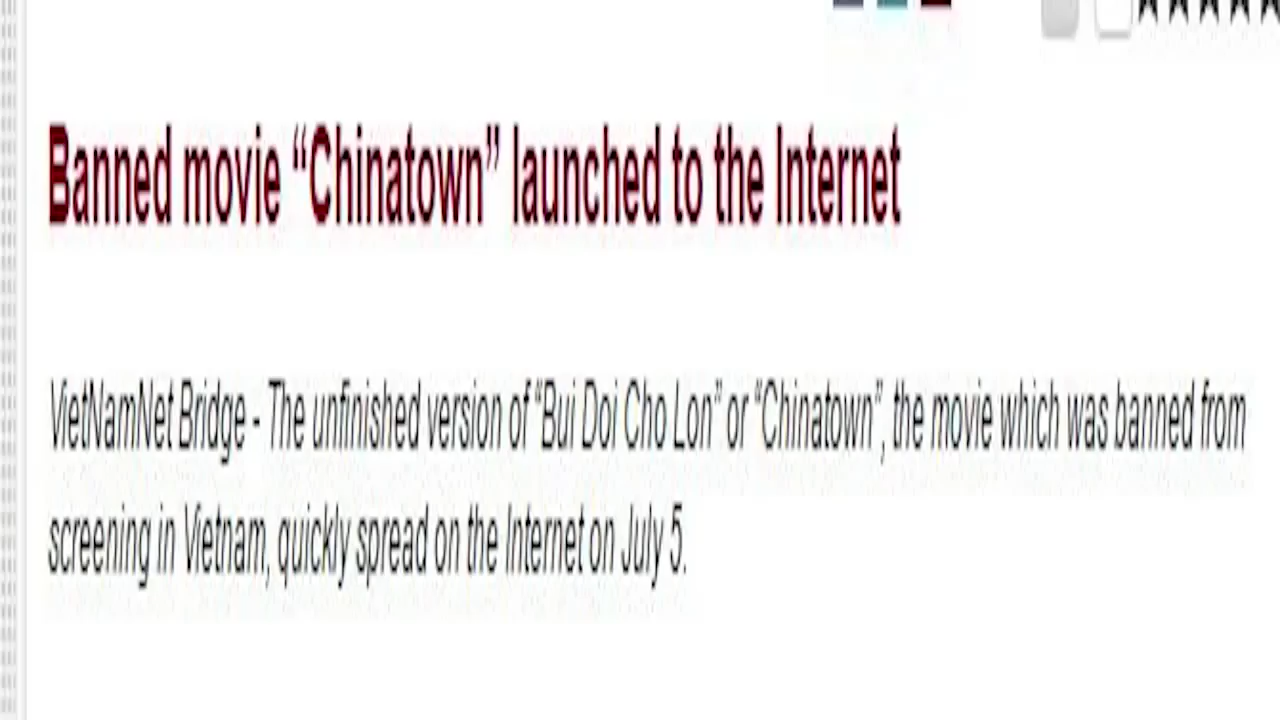 Banned movie “Chinatown” launched to the Internet
VietNamNet Bridge - The unfinished version of “Bui Doi Cho Lon” or “Chinatown”, the movie which was banned from
screening in Vietnam, quickly spread on the Internet on July 5.